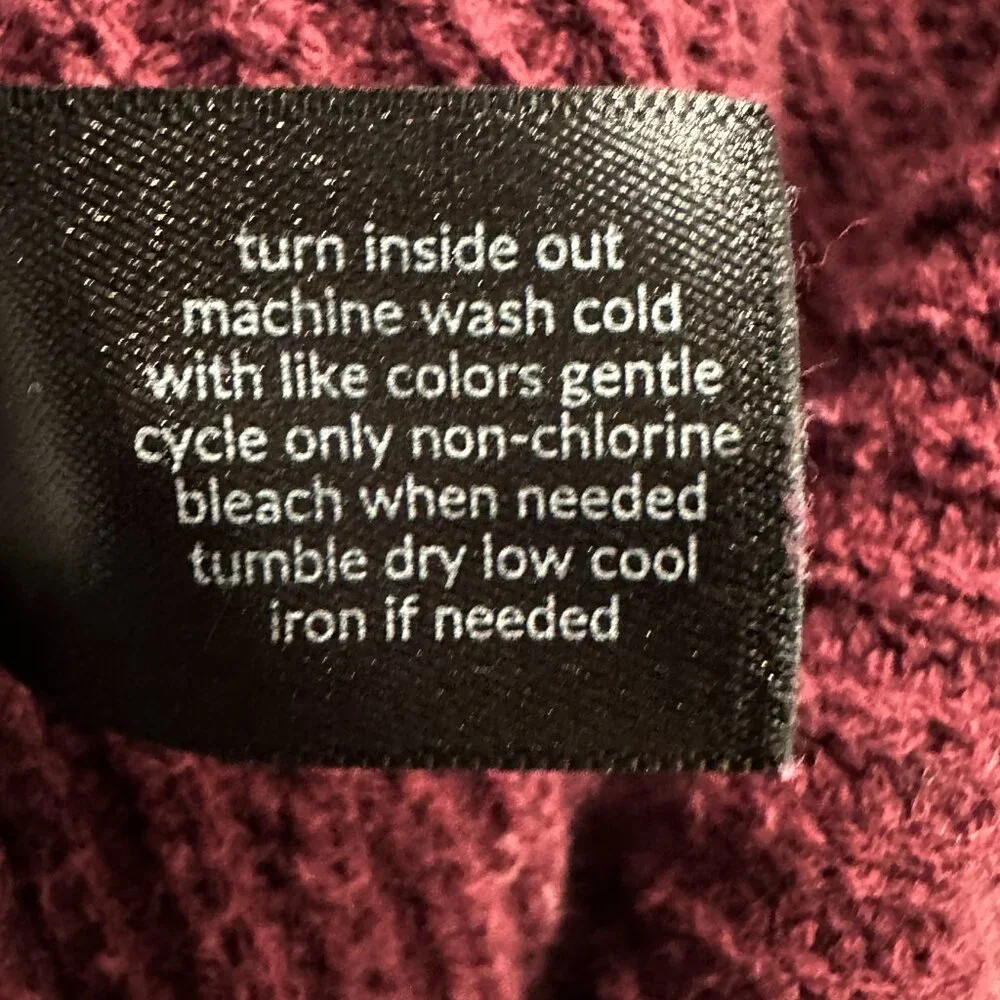 turn inside out
machine wash cold
with like colors gentle
cycle only non-chlorine
bleach when needed
tumble dry low cool
iron if needed